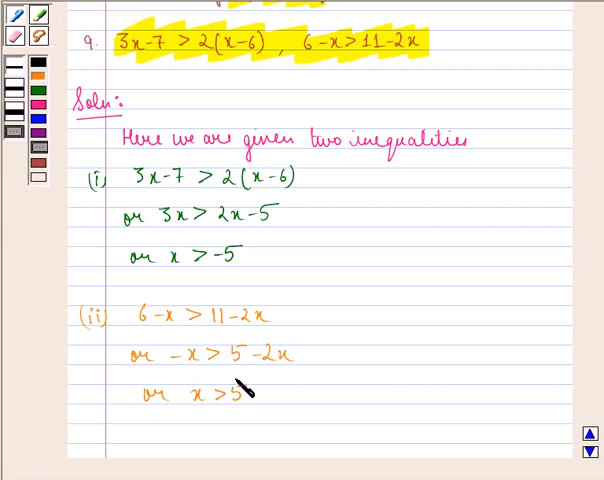 9. 3x-7 > 2(x-6) , 6-x > 11-2x
Soln:
Here we are given two inequalities
(i) 3x-7 > 2(x-6)
or 3x > 2x-5
or x > -5
(ii) 6-x > 11-2x
or -x > 5-2x
or x > 5